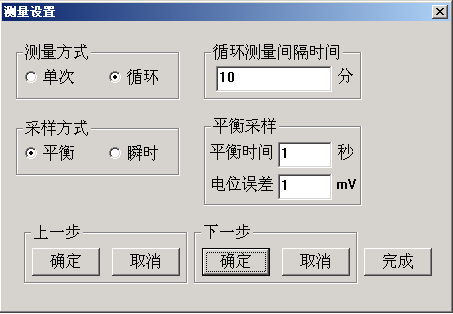 测量设置
测量方式
单次 循环
循环测量间隔时间
10 分
采样方式
平衡 瞬时
平衡采样
平衡时间 1 秒
电位误差 1 mV
上一步
确定 取消
下一步
确定 取消
完成